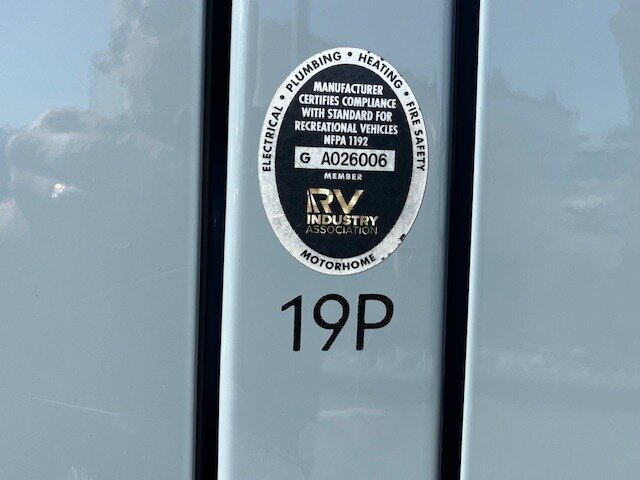 ELECTRICAL • PLUMBING • HEATING • FIRE SAFETY
MANUFACTURER
CERTIFIES COMPLIANCE
WITH STANDARD FOR
RECREATIONAL VEHICLES
NFPA 1192
G A026006
MEMBER
RV
INDUSTRY
ASSOCIATION
MOTORHOME
19P